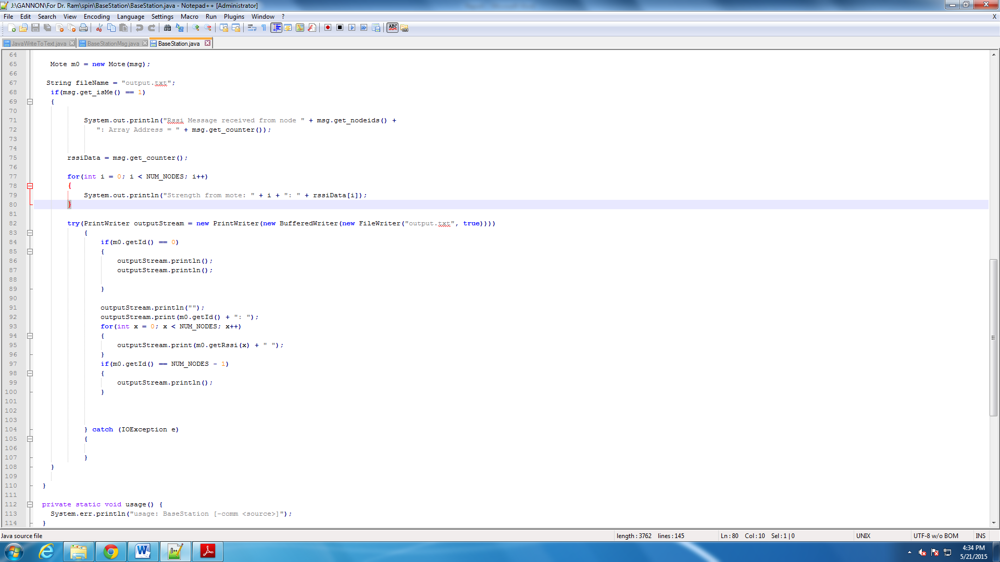 J:\GANNON\For Dr. Ram\spin\BaseStation\BaseStation.java - Notepad++ [Administrator]
File Edit Search View Encoding Language Settings Macro Run Plugins Window ? X
ABC
JavaWriteToText.java BaseStationMsg.java BaseStation.java
64
65 Mote m0 = new Mote(msg);
66
67 String fileName = "output.txt";
68 if(msg.get_isMe() == 1)
69 {
70
71 System.out.println("Rssi Message received from node " + msg.get_nodeids() +
72 ": Array Address = " + msg.get_counter());
73
74
75 rssiData = msg.get_counter();
76
77 for(int i = 0; i < NUM_NODES; i++)
78 {
79 System.out.println("Strength from mote: " + i + ": " + rssiData[i]);
80 }
81
82 try(PrintWriter outputStream = new PrintWriter(new BufferedWriter(new FileWriter("output.txt", true))))
83 {
84 if(m0.getId() == 0)
85 {
86 outputStream.println();
87 outputStream.println();
88
89 }
90
91 outputStream.println("");
92 outputStream.print(m0.getId() + ": ");
93 for(int x = 0; x < NUM_NODES; x++)
94 {
95 outputStream.print(m0.getRssi(x) + " ");
96 }
97 if(m0.getId() == NUM_NODES - 1)
98 {
99 outputStream.println();
100 }
101
102
103
104 } catch (IOException e)
105 {
106
107 }
108 }
109
110 }
111
112 private static void usage() {
113 System.err.println("usage: BaseStation [-comm <source>]");
114 }
Java source file length : 3762 lines : 145 Ln : 80 Col : 10 Sel : 1 | 0 UNIX UTF-8 w/o BOM INS
4:34 PM
5/21/2015